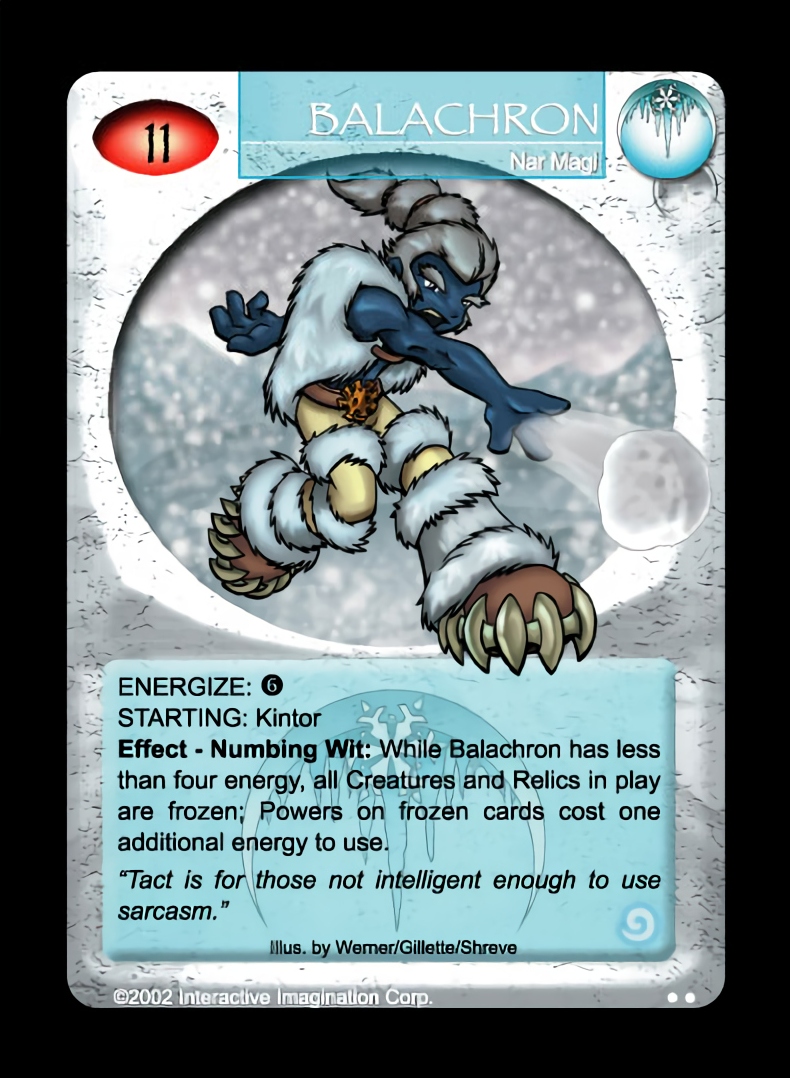 11
BALACHRON
Nar Magi
ENERGIZE: ❻
STARTING: Kintor
Effect - Numbing Wit: While Balachron has less
than four energy, all Creatures and Relics in play
are frozen; Powers on frozen cards cost one
additional energy to use.
“Tact is for those not intelligent enough to use
sarcasm.”
Illus. by Werner/Gillette/Shreve
©2002 Interactive Imagination Corp.